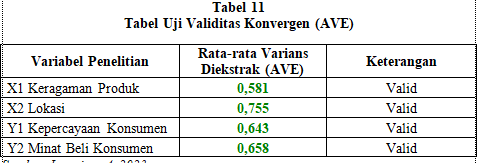 Tabel 11
Tabel Uji Validitas Konvergen (AVE)
Variabel Penelitian
Rata-rata Varians
Diekstrak (AVE)
Keterangan
X1 Keragaman Produk 0,581 Valid
X2 Lokasi 0,755 Valid
Y1 Kepercayaan Konsumen 0,643 Valid
Y2 Minat Beli Konsumen 0,658 Valid